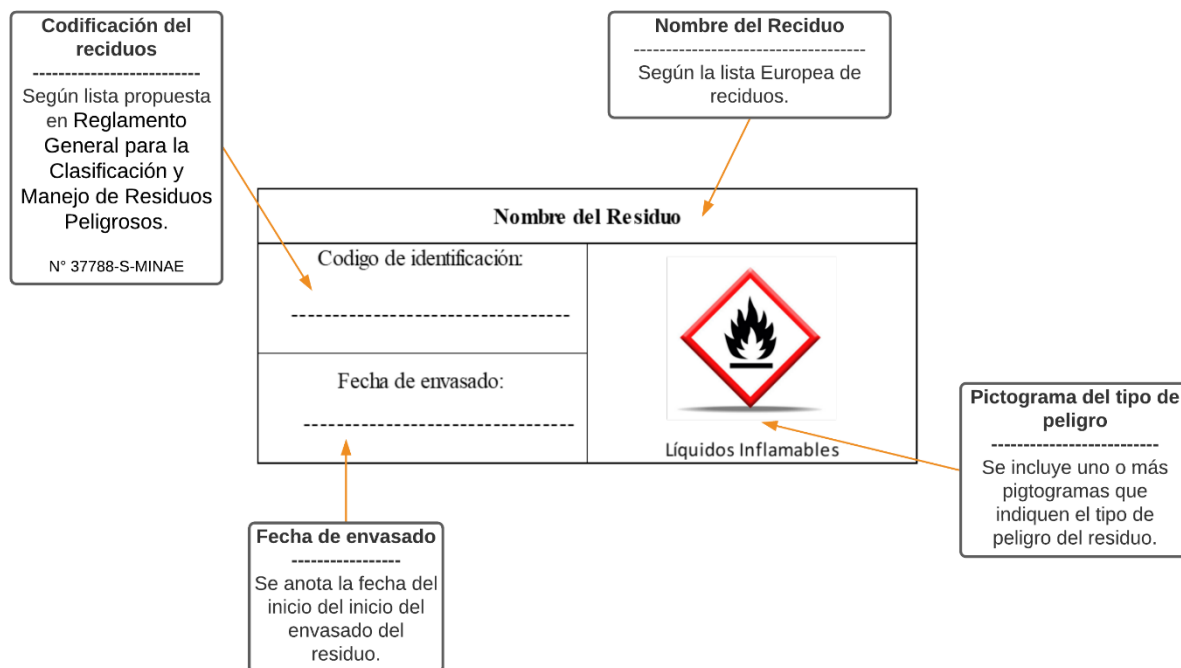 Codificación del
reciduos
--------------------------
Según lista propuesta
en Reglamento
General para la
Clasificación y
Manejo de Residuos
Peligrosos.
N° 37788-S-MINAE
Nombre del Reciduo
------------------------------------
Según la lista Europea de
reciduos.
Nombre del Residuo
Codigo de identificación:
----------------------------------
Fecha de envasado:
---------------------------------
Líquidos Inflamables
Pictograma del tipo de
peligro
--------------------------
Se incluye uno o más
pigtogramas que
indiquen el tipo de
peligro del residuo.
Fecha de envasado
-----------------
Se anota la fecha del
inicio del inicio del
envasado del
residuo.